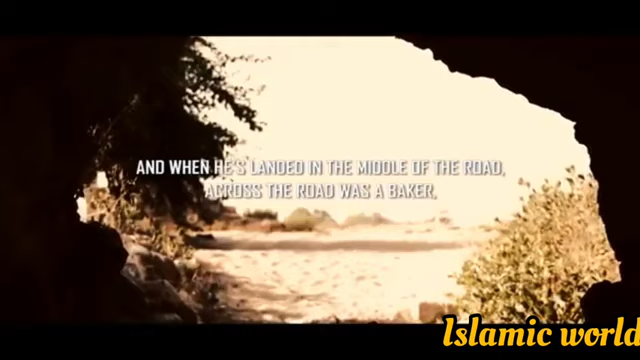 AND WHEN HE'S LANDED IN THE MIDDLE OF THE ROAD,
ACROSS THE ROAD WAS A BAKER,
Islamic world